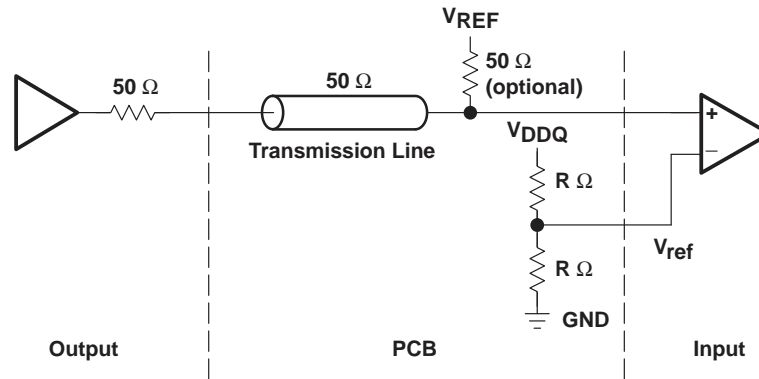 VREF
50 Ω
50 Ω
50 Ω
(optional)
Transmission Line
VDDQ
+
−
R Ω
Vref
R Ω
GND
Output
PCB
Input